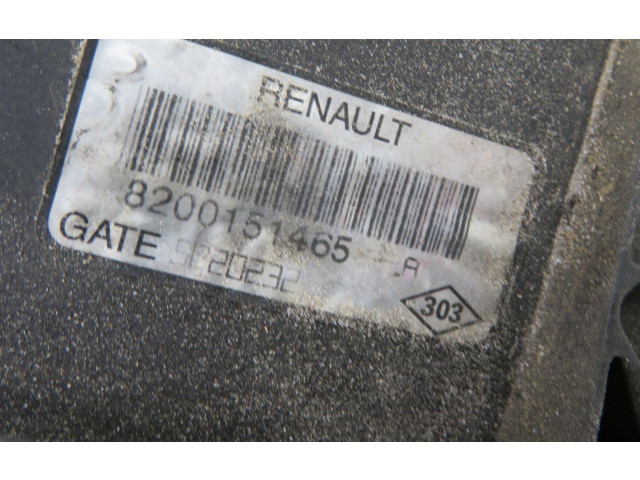 RENAULT
8200151465 A
GATE
303